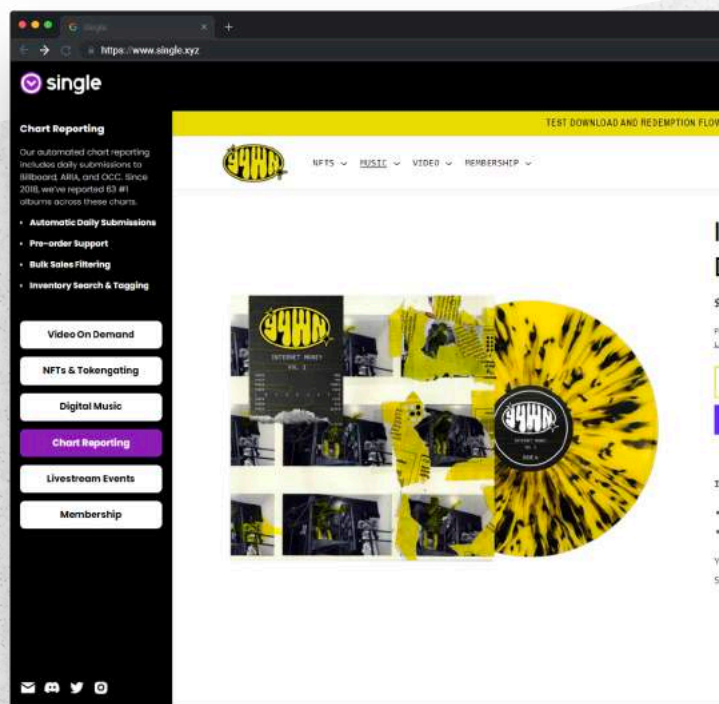 Single
https://www.single.xyz
single
Chart Reporting
Our automated chart reporting
includes daily submissions to
Billboard, ARIA, and OCC. Since
2018, we've reported 63 #1
albums across these charts.
• Automatic Daily Submissions
• Pre-order Support
• Bulk Sales Filtering
• Inventory Search & Tagging
Video On Demand
NFTs & Tokengating
Digital Music
Chart Reporting
Livestream Events
Membership
TEST DOWNLOAD AND REDEMPTION FLOW
NFTS
MUSIC
VIDEO
MEMBERSHIP
INTERNET MONEY
VOL. 1
SIDE A